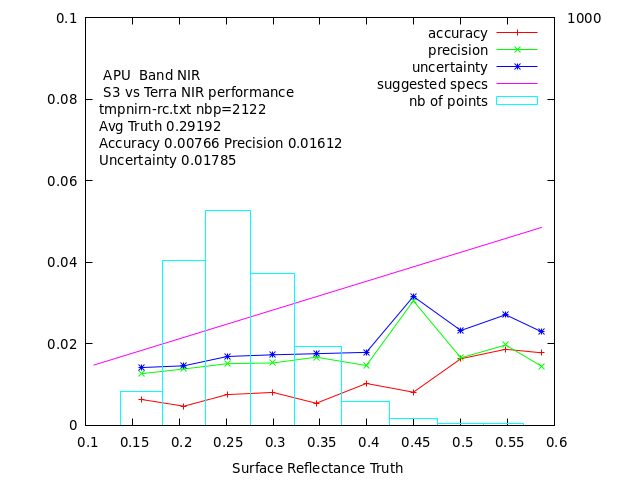 0.1
1000
accuracy
precision
uncertainty
suggested specs
nb of points
APU  Band NIR
S3 vs Terra NIR performance
tmpnirn-rc.txt nbp=2122
Avg Truth 0.29192
Accuracy 0.00766 Precision 0.01612
Uncertainty 0.01785
0.08
0.06
0.04
0.02
0
0.1 0.15 0.2 0.25 0.3 0.35 0.4 0.45 0.5 0.55 0.6
Surface Reflectance Truth